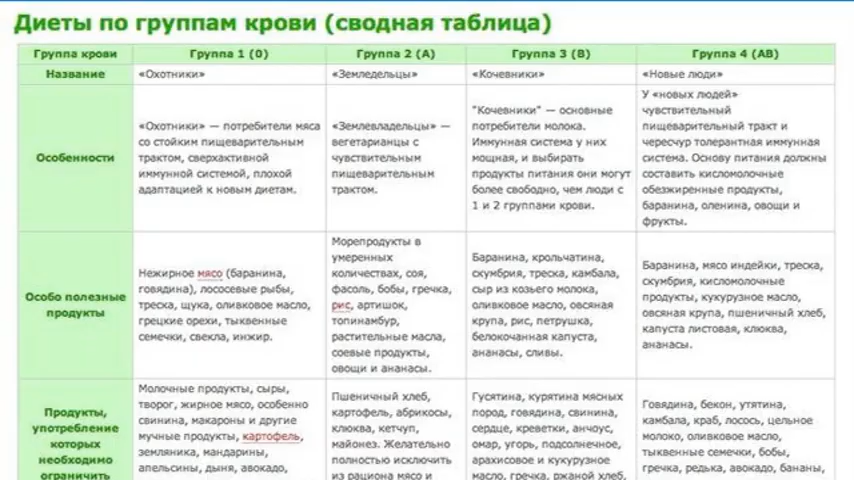 Диеты по группам крови (сводная таблица)
Группа крови
Группа 1 (0)
Группа 2 (A)
Группа 3 (B)
Группа 4 (AB)
Название
«Охотники»
«Земледельцы»
«Кочевники»
«Новые люди»
Особенности
«Охотники» — потребители мяса
со стойким пищеварительным
трактом, сверхактивной
иммунной системой, плохой
адаптацией к новым диетам.
«Землевладельцы» —
вегетарианцы с
чувствительным
пищеварительным
трактом.
"Кочевники" — основные
потребители молока.
Иммунная система у них
мощная, и выбирать
продукты питания они могут
более свободно, чем люди с
1 и 2 группами крови.
У «новых людей»
чувствительный
пищеварительный тракт и
чересчур толерантная иммунная
система. Основу питания должны
составить кисломолочные
обезжиренные продукты,
баранина, оленина, овощи и
фрукты.
Особо полезные
продукты
Нежирное мясо (баранина,
говядина), лососевые рыбы,
треска, щука, оливковое масло,
грецкие орехи, тыквенные
семечки, свекла, инжир.
Морепродукты в
умеренных
количествах, соя,
фасоль, бобы, гречка,
рис, артишок,
топинамбур,
растительные масла,
соевые продукты,
овощи и ананасы.
Баранина, крольчатина,
скумбрия, треска, камбала,
сыр из козьего молока,
оливковое масло, овсяная
крупа, рис, петрушка,
белокочанная капуста,
ананасы, сливы.
Баранина, мясо индейки, треска,
скумбрия, кисломолочные
продукты, кукурузное масло,
овсяная крупа, пшеничный хлеб,
капуста листовая, клюква,
ананасы.
Продукты,
употребление
которых
необходимо
ограничить
Молочные продукты, сыры,
творог, жирное мясо, особенно
свинина, макароны и другие
мучные продукты, картофель,
земляника, мандарины,
апельсины, дыня, авокадо,
Пшеничный хлеб,
картофель, абрикосы,
клюква, кетчуп,
майонез. Желательно
полностью исключить
из рациона мясо и
Гусятина, курятина мясных
пород, говядина, свинина,
сердце, креветки, анчоус,
омар, угорь, подсолнечное,
арахисовое и кукурузное
масло, гречка, ржаной хлеб,
Говядина, бекон, утятина,
камбала, краб, лосось, цельное
молоко, оливковое масло,
тыквенные семечки, бобы,
гречка, редька, авокадо, бананы,